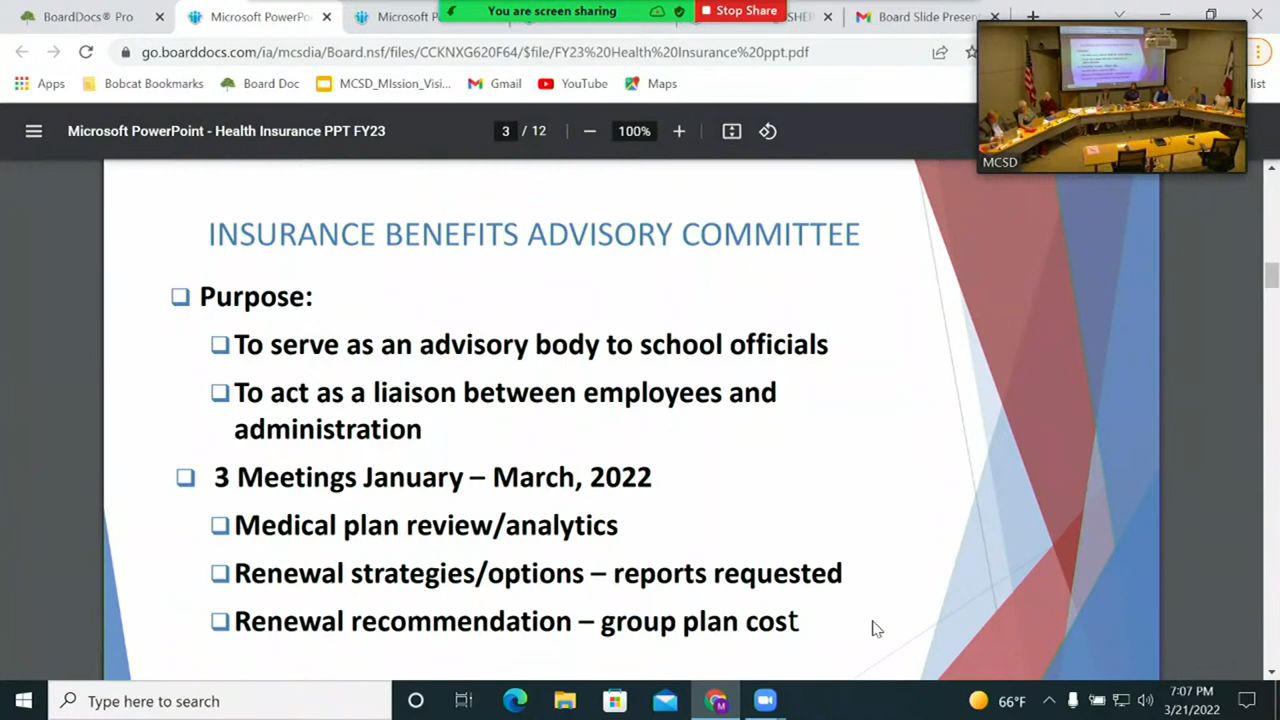 BoardDocs® Pro
Microsoft PowerPo
Microsoft Po
You are screen sharing
Stop Share
SHER
Board Slide Presen
go.boarddocs.com/ia/mcsdia/Board.nsf/files/CCKNXG620F64/$file/FY23%20Health%20Insurance%20ppt.pdf
Apps
Bobcat Bookmarks
Board Doc
MCSD_MCSD_Visi...
Gmail
YouTube
Maps
list
Microsoft PowerPoint - Health Insurance PPT FY23
3 / 12
100%
MCSD
INSURANCE BENEFITS ADVISORY COMMITTEE
Purpose:
To serve as an advisory body to school officials
To act as a liaison between employees and
administration
3 Meetings January – March, 2022
Medical plan review/analytics
Renewal strategies/options – reports requested
Renewal recommendation – group plan cost
Type here to search
66°F
7:07 PM
3/21/2022